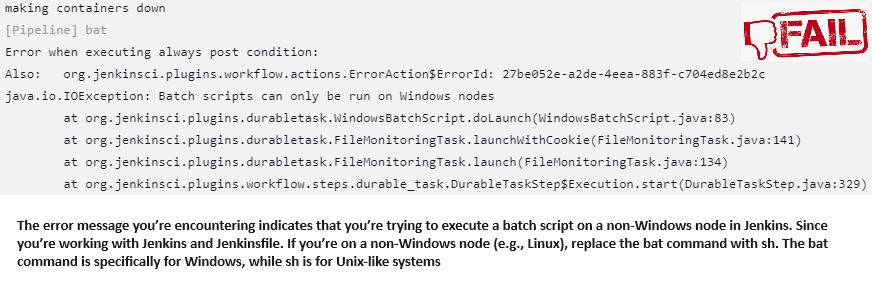 making containers down
[Pipeline] bat
FAIL
Error when executing always post condition:
Also:   org.jenkinsci.plugins.workflow.actions.ErrorAction$ErrorId: 27be052e-a2de-4eea-883f-c704ed8e2b2c
java.io.IOException: Batch scripts can only be run on Windows nodes
at org.jenkinsci.plugins.durabletask.WindowsBatchScript.doLaunch(WindowsBatchScript.java:83)
at org.jenkinsci.plugins.durabletask.FileMonitoringTask.launchWithCookie(FileMonitoringTask.java:141)
at org.jenkinsci.plugins.durabletask.FileMonitoringTask.launch(FileMonitoringTask.java:134)
at org.jenkinsci.plugins.workflow.steps.durable_task.DurableTaskStep$Execution.start(DurableTaskStep.java:329)
The error message you’re encountering indicates that you’re trying to execute a batch script on a non-Windows node in Jenkins. Since
you’re working with Jenkins and Jenkinsfile. If you’re on a non-Windows node (e.g., Linux), replace the bat command with sh. The bat
command is specifically for Windows, while sh is for Unix-like systems